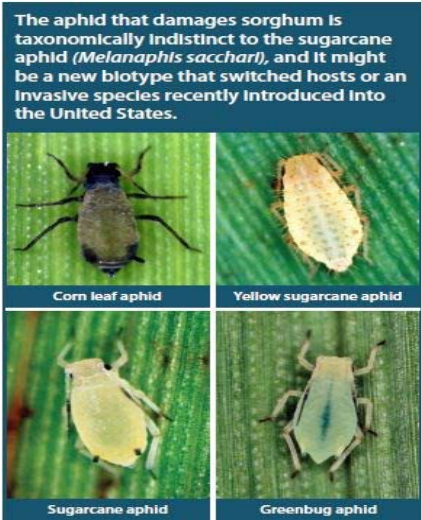 The aphid that damages sorghum is
taxonomically indistinct to the sugarcane
aphid (Melanaphis sacchari), and it might
be a new biotype that switched hosts or an
invasive species recently introduced into
the United States.
Corn leaf aphid
Yellow sugarcane aphid
Sugarcane aphid
Greenbug aphid